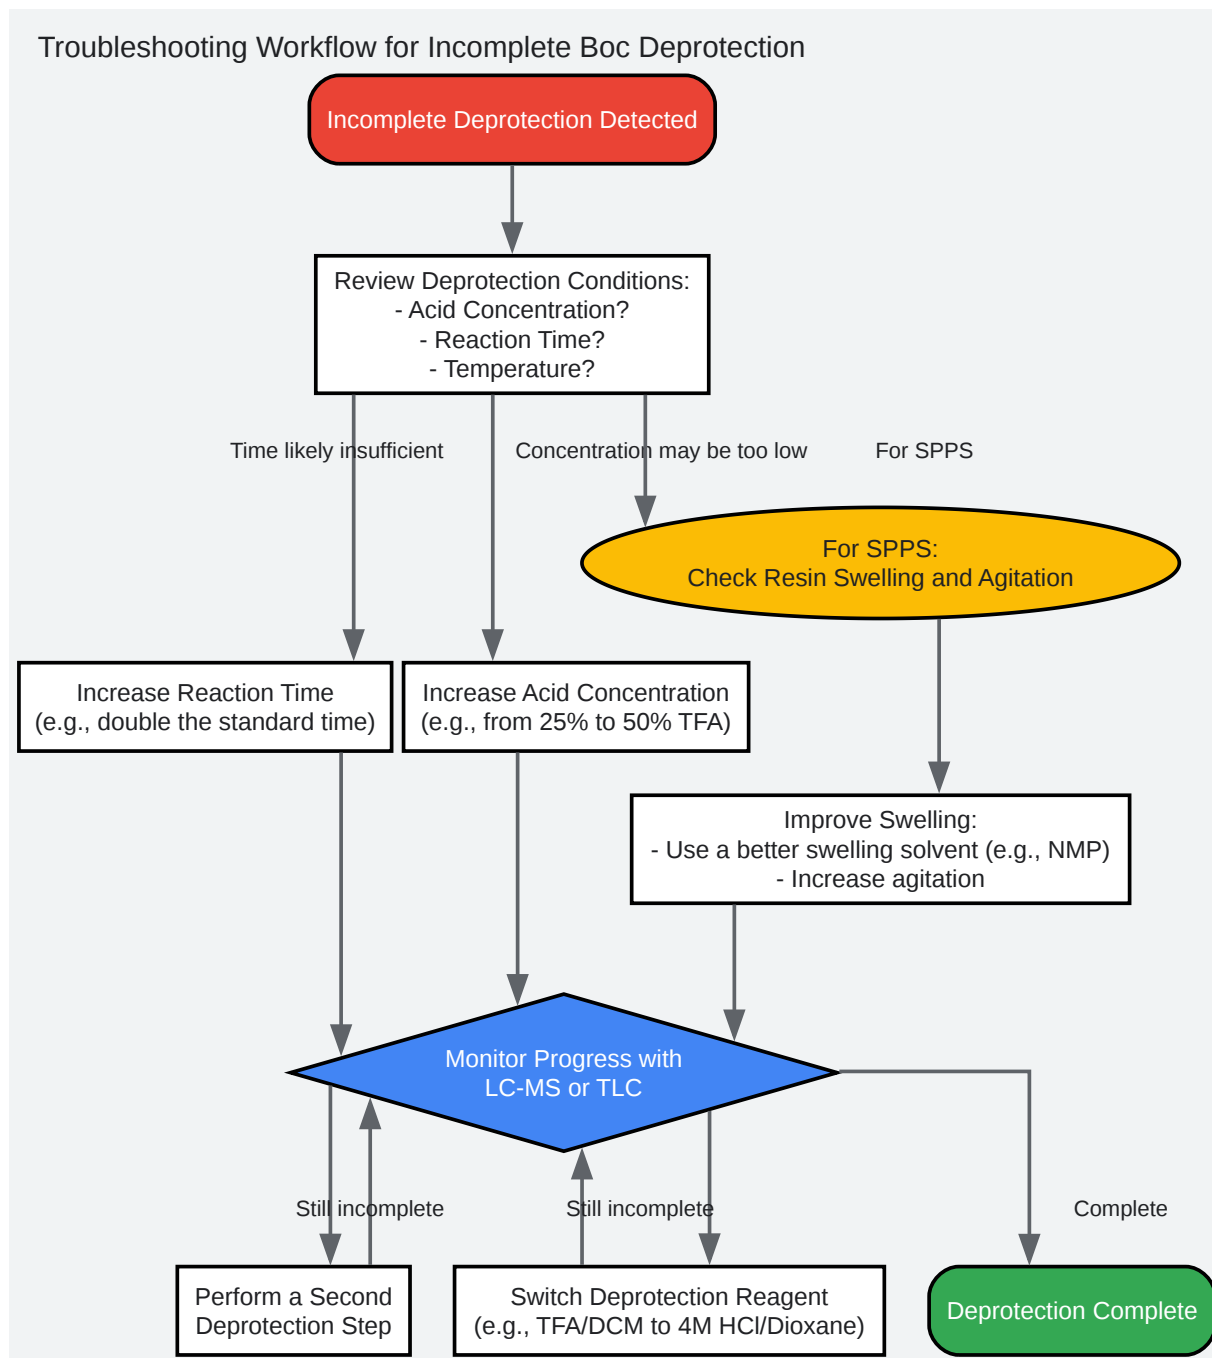 Troubleshooting Workflow for Incomplete Boc Deprotection
Incomplete Deprotection Detected
Review Deprotection Conditions:
- Acid Concentration?
- Reaction Time?
- Temperature?
Time likely insufficient
Concentration may be too low
For SPPS
For SPPS:
Check Resin Swelling and Agitation
Increase Reaction Time
(e.g., double the standard time)
Increase Acid Concentration
(e.g., from 25% to 50% TFA)
Improve Swelling:
- Use a better swelling solvent (e.g., NMP)
- Increase agitation
Monitor Progress with
LC-MS or TLC
Still incomplete
Still incomplete
Complete
Perform a Second
Deprotection Step
Switch Deprotection Reagent
(e.g., TFA/DCM to 4M HCl/Dioxane)
Deprotection Complete